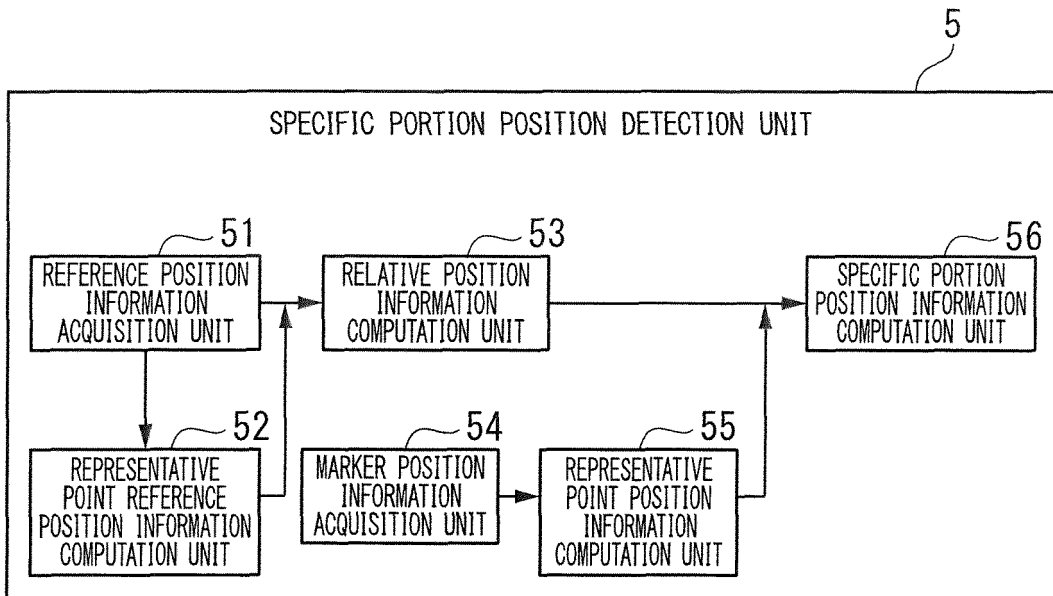 5
SPECIFIC PORTION POSITION DETECTION UNIT
51
REFERENCE POSITION
INFORMATION
ACQUISITION UNIT
53
RELATIVE POSITION
INFORMATION
COMPUTATION UNIT
56
SPECIFIC PORTION
POSITION INFORMATION
COMPUTATION UNIT
52
REPRESENTATIVE
POINT REFERENCE
POSITION INFORMATION
COMPUTATION UNIT
54
MARKER POSITION
INFORMATION
ACQUISITION UNIT
55
REPRESENTATIVE
POINT POSITION
INFORMATION
COMPUTATION UNIT